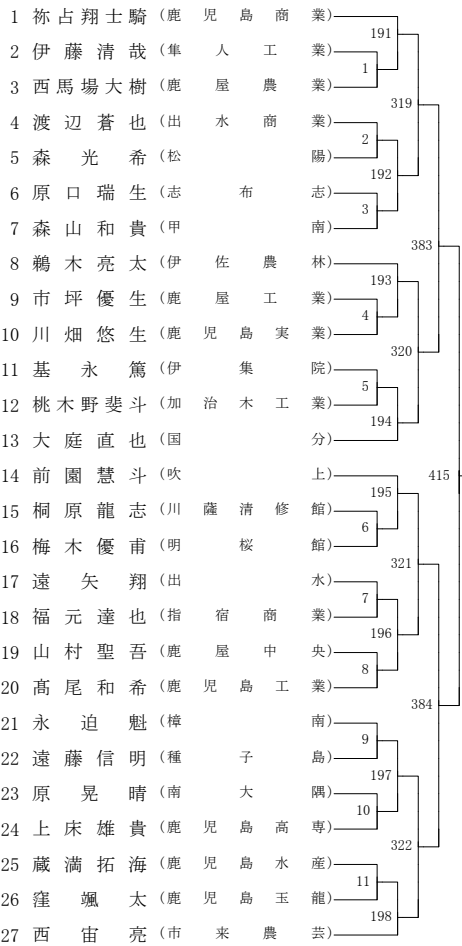 1 祢占翔士騎 (鹿児島商業)
191
2 伊藤清哉 (隼人工業)
1
3 西馬場大樹 (鹿屋農業)
319
4 渡辺蒼也 (出水商業)
2
5 森光希 (松陽)
192
6 原口瑞生 (志布志)
3
7 森山和貴 (甲南)
383
8 鵜木亮太 (伊佐農林)
193
9 市坪優生 (鹿屋工業)
4
10 川畑悠生 (鹿児島実業)
320
11 基永篤 (伊集院)
5
12 桃木野斐斗 (加治木工業)
194
13 大庭直也 (国分)
14 前園慧斗 (吹上)
415
195
15 桐原龍志 (川薩清修館)
6
16 梅木優甫 (明桜館)
321
17 遠矢翔 (出水)
7
18 福元達也 (指宿商業)
196
19 山村聖吾 (鹿屋中央)
8
20 髙尾和希 (鹿児島工業)
384
21 永迫魁 (樟南)
9
22 遠藤信明 (種子島)
197
23 原晃晴 (南大隅)
10
24 上床雄貴 (鹿児島高専)
322
25 蔵満拓海 (鹿児島水産)
11
26 窪颯太 (鹿児島玉龍)
198
27 西宙亮 (市来農芸)